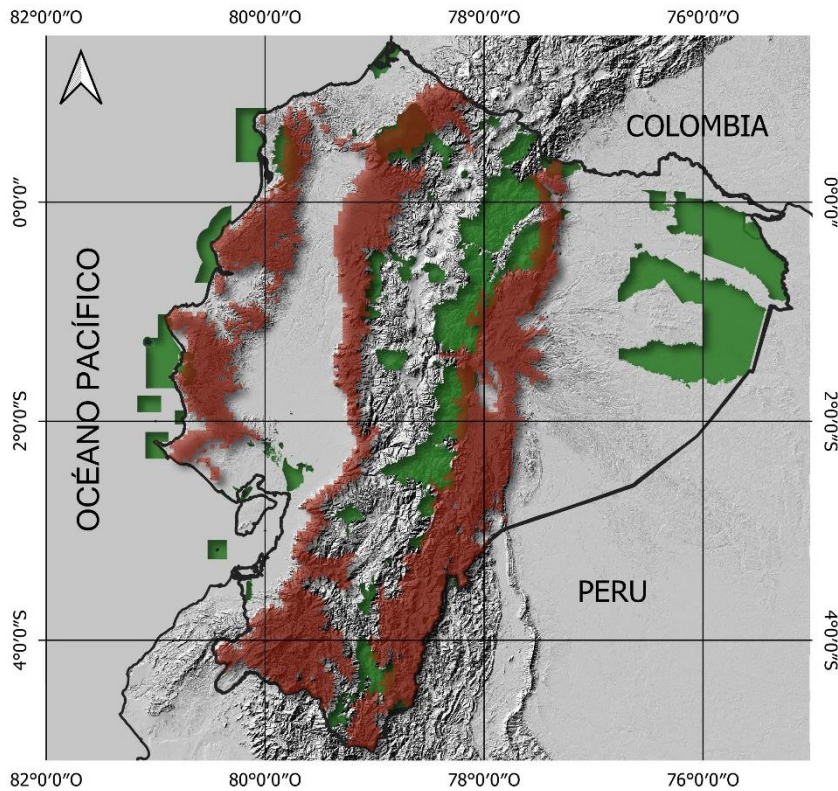 82°0′0″O 80°0′0″O 78°0′0″O 76°0′0″O
COLOMBIA
0°0′0″ 0°0′0″
OCÉANO PACÍFICO
2°0′0″S 2°0′0″S
PERU
4°0′0″S 4°0′0″S
82°0′0″O 80°0′0″O 78°0′0″O 76°0′0″O